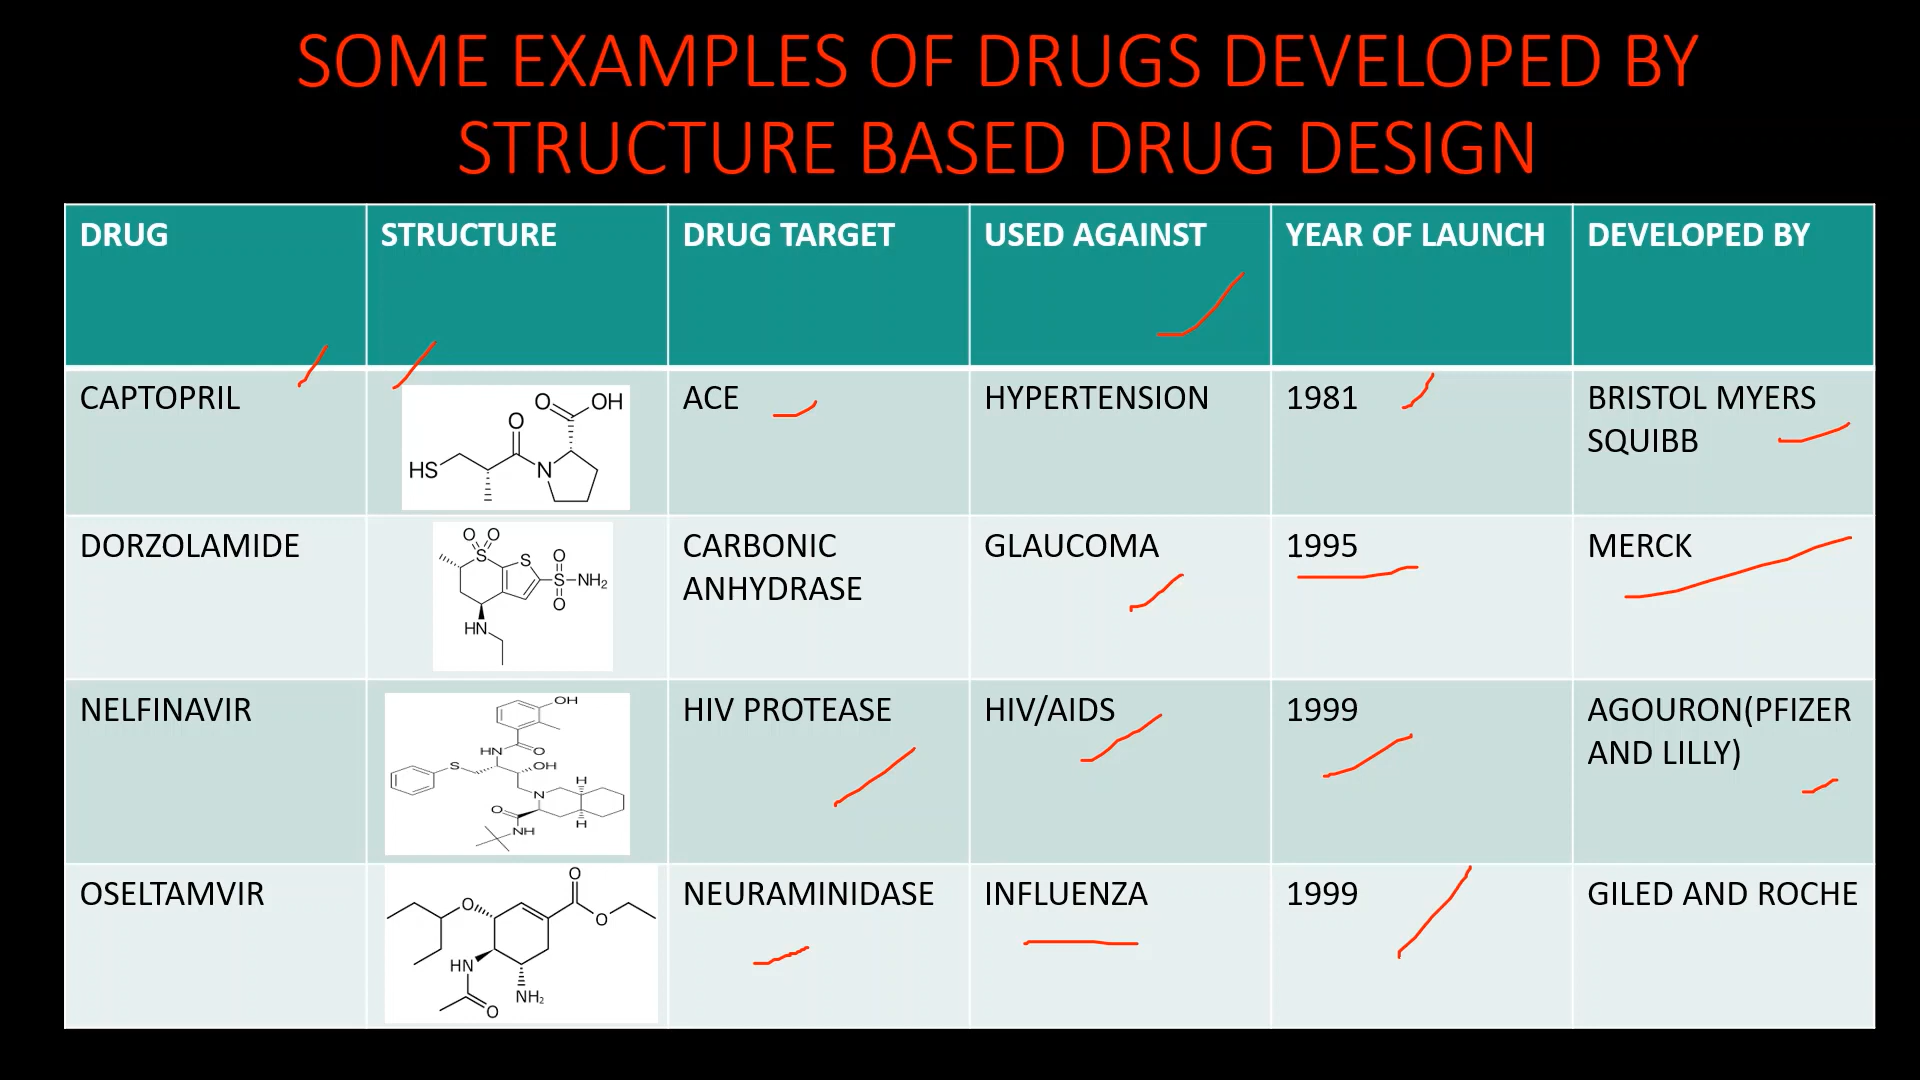 SOME EXAMPLES OF DRUGS DEVELOPED BY
STRUCTURE BASED DRUG DESIGN
DRUG STRUCTURE DRUG TARGET USED AGAINST YEAR OF LAUNCH DEVELOPED BY
CAPTOPRIL ACE HYPERTENSION 1981 BRISTOL MYERS
SQUIBB
O OH
O
HS N
DORZOLAMIDE CARBONIC GLAUCOMA 1995 MERCK
ANHYDRASE
O O
S S O
S NH₂
O
HN
NELFINAVIR HIV PROTEASE HIV/AIDS 1999 AGOURON(PFIZER
AND LILLY)
OH
HN O
S OH
H
N
O
H
NH
OSELTAMVIR NEURAMINIDASE INFLUENZA 1999 GILED AND ROCHE
O
O O
HN
NH₂
O